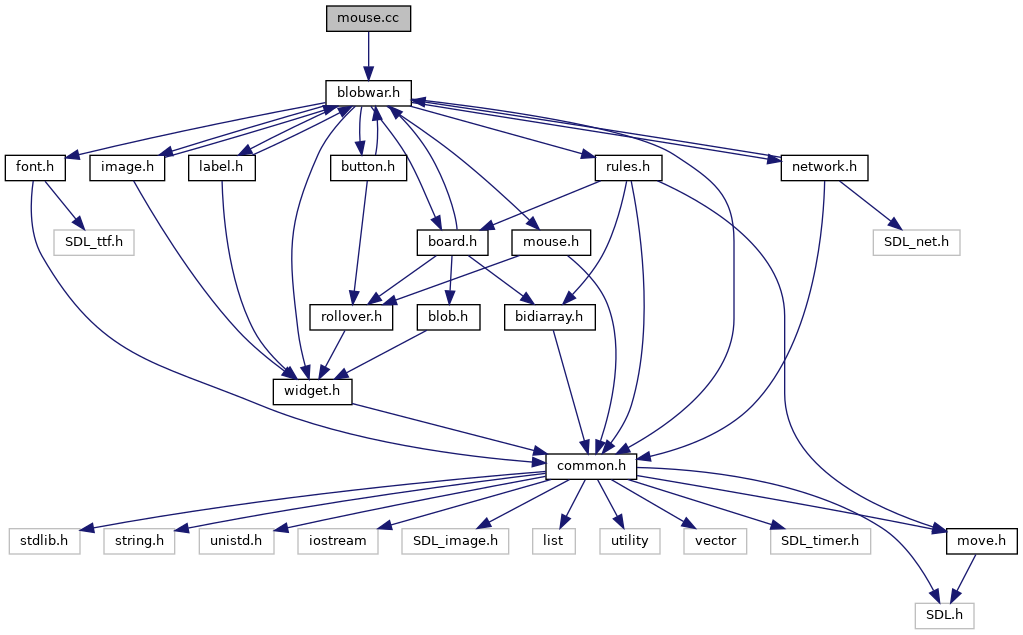 mouse.cc
blobwar.h
font.h
image.h
label.h
button.h
rules.h
network.h
SDL_ttf.h
board.h
mouse.h
SDL_net.h
rollover.h
blob.h
bidiarray.h
widget.h
common.h
stdlib.h
string.h
unistd.h
iostream
SDL_image.h
list
utility
vector
SDL_timer.h
move.h
SDL.h